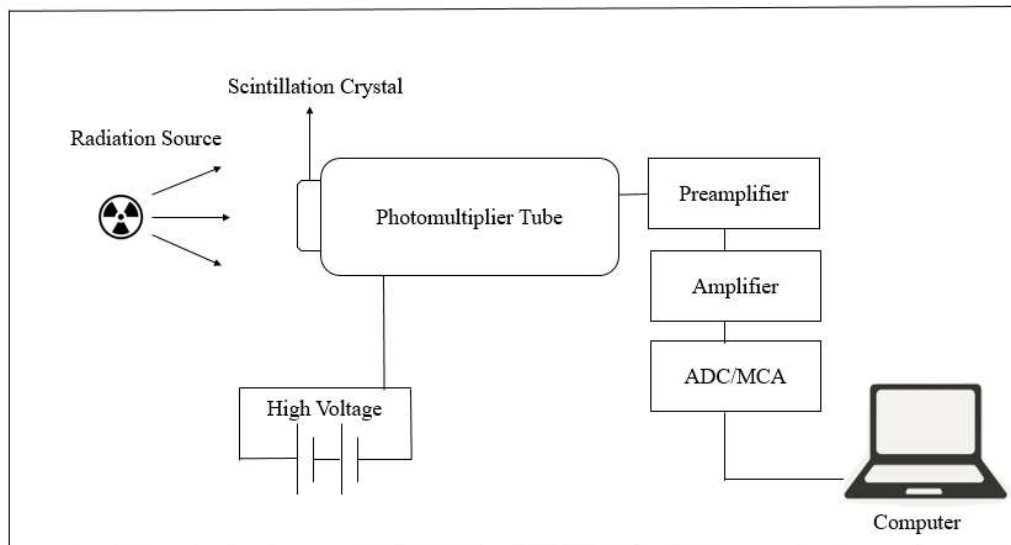 Scintillation Crystal
Radiation Source
Photomultiplier Tube
Preamplifier
Amplifier
ADC/MCA
High Voltage
Computer